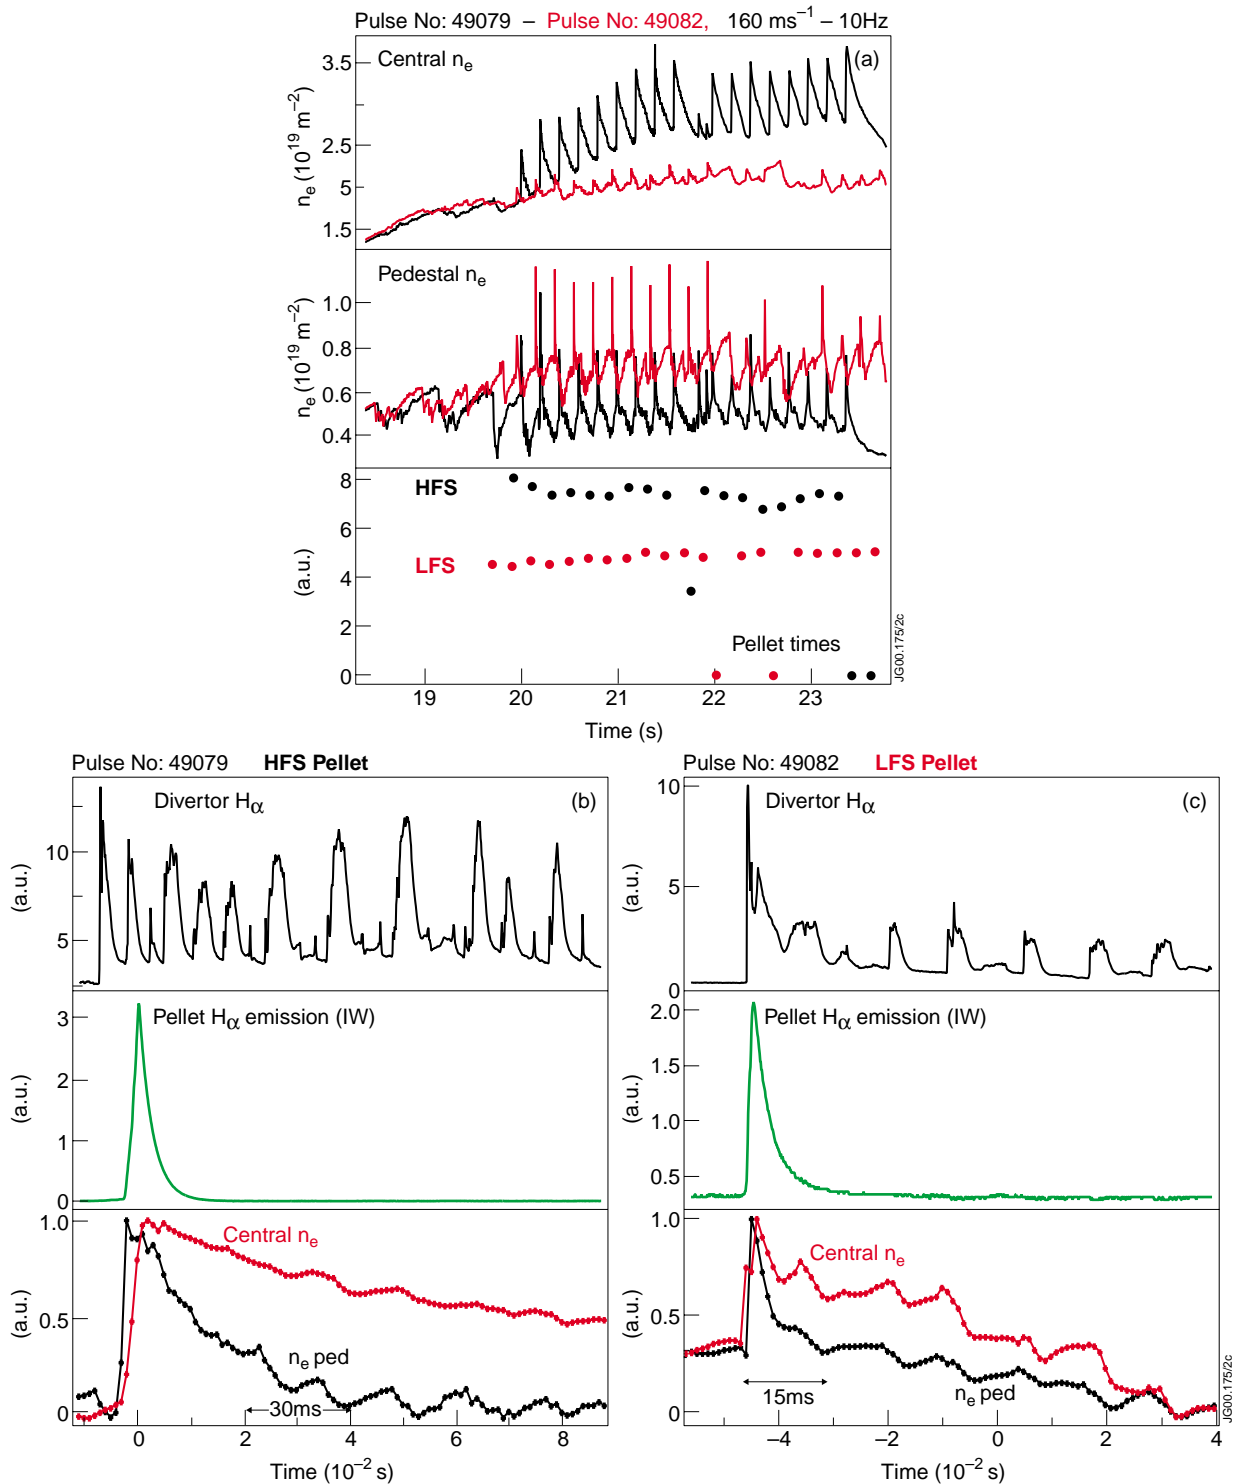 Pulse No: 49079 – Pulse No: 49082, 160 ms⁻¹ – 10Hz
Central nₑ
(a)
3.5
2.5
5
1.5
nₑ (10¹⁹ m⁻²)
Pedestal nₑ
1.0
0.8
0.6
0.4
nₑ (10¹⁹ m⁻²)
HFS
LFS
Pellet times
8
6
4
2
0
(a.u.)
19 20 21 22 23
Time (s)
JG00.175/2c
Pulse No: 49079 HFS Pellet
Divertor Hα
(b)
10
5
(a.u.)
Pellet Hα emission (IW)
3
2
1
0
(a.u.)
Central nₑ
nₑ ped
30ms
1.0
0.5
0
(a.u.)
0 2 4 6 8
Time (10⁻² s)
Pulse No: 49082 LFS Pellet
Divertor Hα
(c)
10
5
0
(a.u.)
Pellet Hα emission (IW)
2.0
1.5
1.0
0.5
(a.u.)
Central nₑ
nₑ ped
15ms
1.0
0.5
0
(a.u.)
–4 –2 0 2 4
Time (10⁻² s)
JG00.175/2c